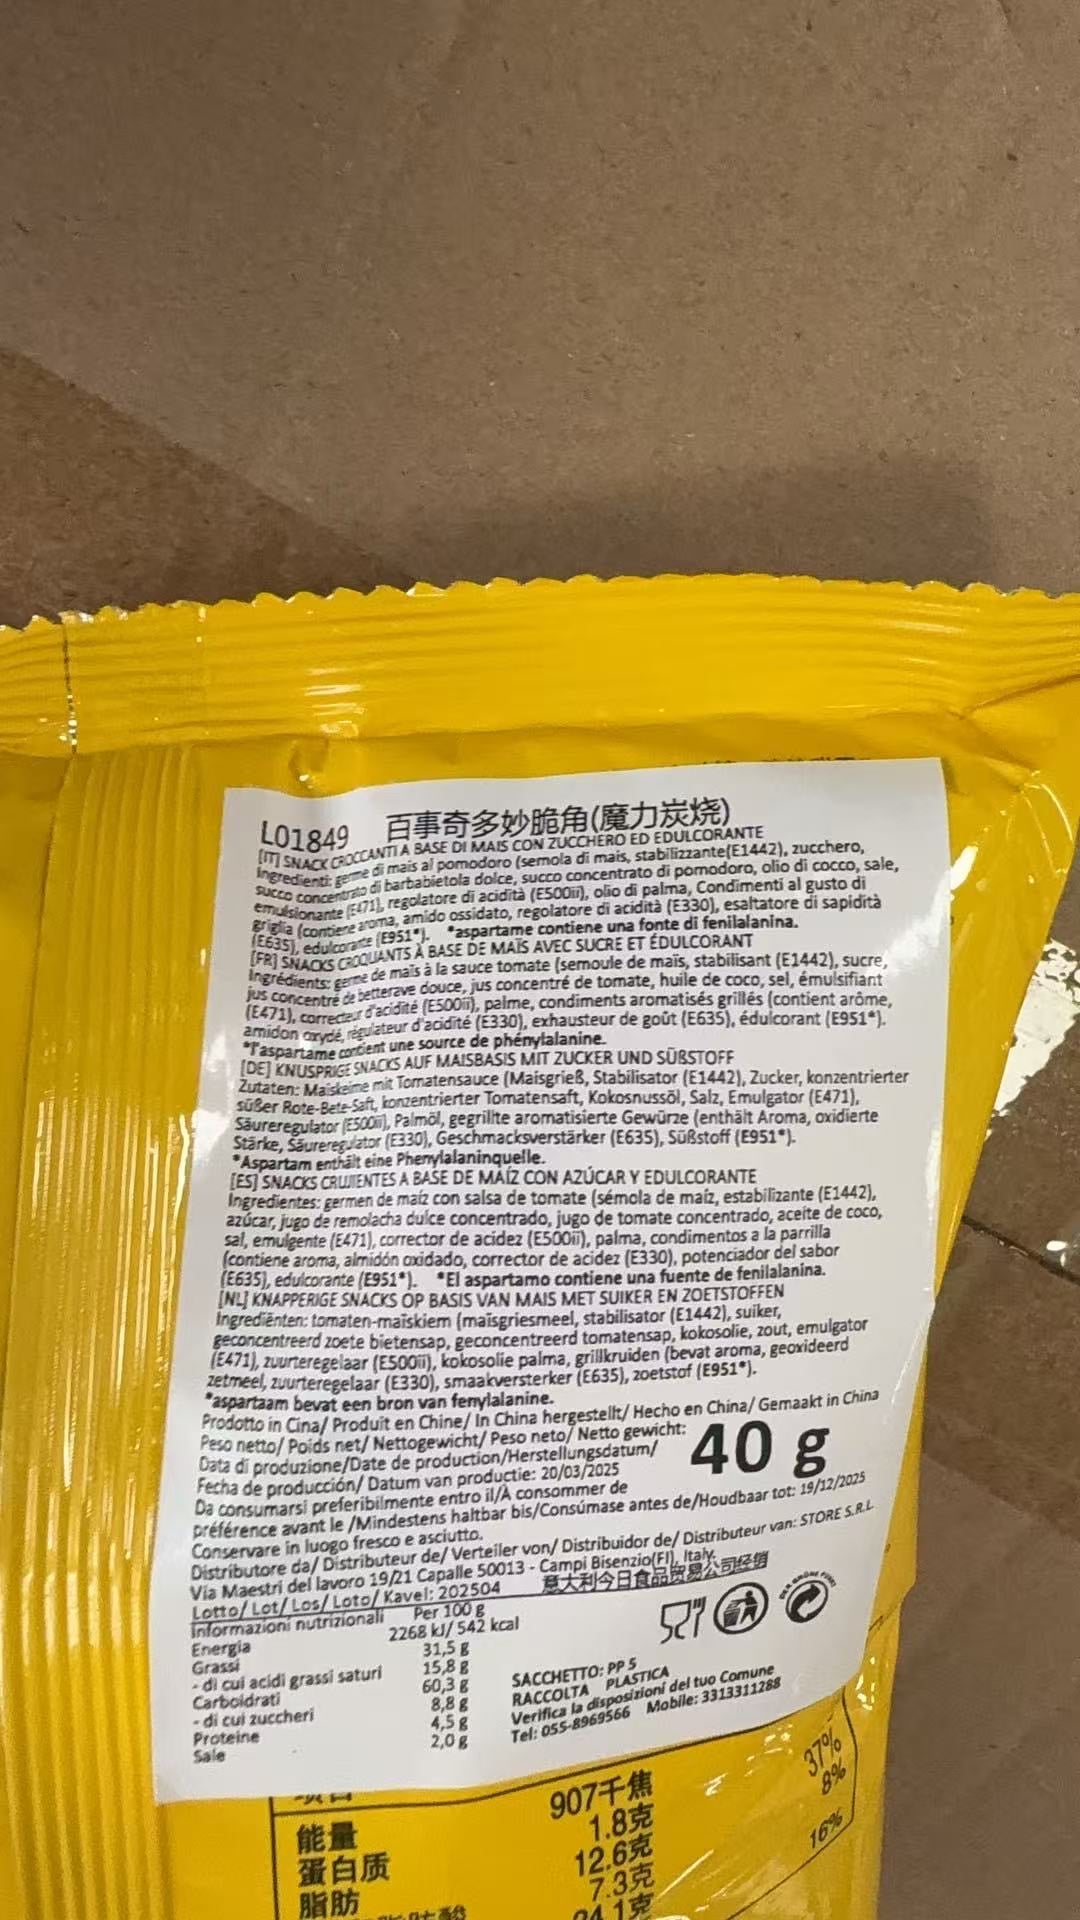 L01849 百事奇多妙脆角(魔力炭烧)
[IT] SNACK CROCCANTI A BASE DI MAIS CON ZUCCHERO ED EDULCORANTE
Ingredienti: germe di mais al pomodoro (semola di mais, stabilizzante(E1442), zucchero,
succo concentrato di barbabietola dolce, succo concentrato di pomodoro, olio di cocco, sale,
emulsionante (E471), regolatore di acidità (E500ii), olio di palma, Condimenti al gusto di
griglia (contiene aroma, amido ossidato, regolatore di acidità (E330), esaltatore di sapidità
(E635), edulcorante (E951*). *aspartame contiene una fonte di fenilalanina.
[FR] SNACKS CROQUANTS À BASE DE MAÏS AVEC SUCRE ET ÉDULCORANT
Ingrédients: germe de maïs à la sauce tomate (semoule de maïs, stabilisant (E1442), sucre,
jus concentré de betterave douce, jus concentré de tomate, huile de coco, sel, émulsifiant
(E471), correcteur d'acidité (E500ii), palme, condiments aromatisés grillés (contient arôme,
amidon oxydé, régulateur d'acidité (E330), exhausteur de goût (E635), édulcorant (E951*).
*l'aspartame contient une source de phénylalanine.
[DE] KNUSPRIGE SNACKS AUF MAISBASIS MIT ZUCKER UND SÜßSTOFF
Zutaten: Maiskeime mit Tomatensauce (Maisgrieß, Stabilisator (E1442), Zucker, konzentrierter
süßer Rote-Bete-Saft, konzentrierter Tomatensaft, Kokosnussöl, Salz, Emulgator (E471),
Säureregulator (E500ii), Palmöl, gegrillte aromatisierte Gewürze (enthält Aroma, oxidierte
Stärke, Säureregulator (E330), Geschmacksverstärker (E635), Süßstoff (E951*).
*Aspartam enthält eine Phenylalaninquelle.
[ES] SNACKS CRUJIENTES A BASE DE MAÍZ CON AZÚCAR Y EDULCORANTE
Ingredientes: germen de maíz con salsa de tomate (sémola de maíz, estabilizante (E1442),
azúcar, jugo de remolacha dulce concentrado, jugo de tomate concentrado, aceite de coco,
sal, emulgente (E471), corrector de acidez (E500ii), palma, condimentos a la parrilla
(contiene aroma, almidón oxidado, corrector de acidez (E330), potenciador del sabor
(E635), edulcorante (E951*). *El aspartamo contiene una fuente de fenilalanina.
[NL] KNAPPERIGE SNACKS OP BASIS VAN MAIS MET SUIKER EN ZOETSTOFFEN
Ingrediënten: tomaten-maïskiem (maisgriesmeel, stabilisator (E1442), suiker,
geconcentreerd zoete bietensap, geconcentreerd tomatensap, kokosolie, zout, emulgator
(E471), zuurteregelaar (E500ii), kokosolie palma, grillkruiden (bevat aroma, geoxideerd
zetmeel, zuurteregelaar (E330), smaakversterker (E635), zoetstof (E951*).
*aspartaam bevat een bron van fenylalanine.
Prodotto in Cina/ Produit en Chine/ In China hergestellt/ Hecho en China/ Gemaakt in China
Peso netto/ Poids net/ Nettogewicht/ Peso neto/ Netto gewicht: 40 g
Data di produzione/Date de production/Herstellungsdatum/
Fecha de producción/ Datum van productie: 20/03/2025
Da consumarsi preferibilmente entro il/À consommer de
préférence avant le /Mindestens haltbar bis/Consúmase antes de/Houdbaar tot: 19/12/2025
Conservare in luogo fresco e asciutto.
Distributore da/ Distributeur de/ Verteiler von/ Distribuidor de/ Distributeur van: STORE S.R.L
Via Maestri del lavoro 19/21 Capalle 50013 - Campi Bisenzio(FI), Italy.
Lotto/ Lot/ Los/ Loto/ Kavel: 202504 意大利今日食品贸易公司经销
Informazioni nutrizionali Per 100 g
Energia 2268 kJ/ 542 kcal
Grassi 31,5 g
- di cui acidi grassi saturi 15,8 g
Carboidrati 60,3 g
- di cui zuccheri 8,8 g
Proteine 4,5 g
Sale 2,0 g
SACCHETTO: PP 5
RACCOLTA PLASTICA
Verifica la disposizioni del tuo Comune
Tel: 055-8969566 Mobile: 3313311288
能量 907千焦
蛋白质 1.8克
脂肪 12.6克 37%
7.3克 8%
24.1克 16%